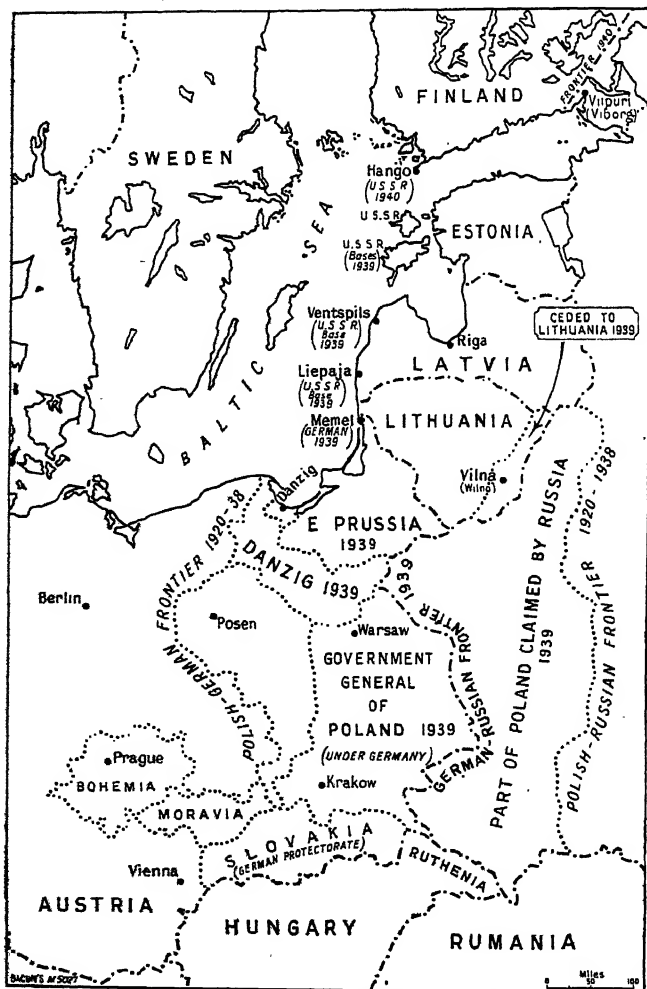 FINLAND
FRONTIER 1940
Viipuri
(Viborg)
SWEDEN
Hango
(U S S R
1940)
U S.S R
U.S.S R
(Bases
1939)
ESTONIA
BALTIC SEA
Ventspils
(U.S S R.
Base
1939)
Riga
CEDED TO
LITHUANIA 1939
LATVIA
Liepaja
(U S S R
Base
1939)
Memel
(GERMAN
1939)
LITHUANIA
Vilna
(Wilno)
Danzig
E PRUSSIA
1939
DANZIG 1939
POLISH-GERMAN FRONTIER 1920-38
Berlin
Posen
Warsaw
GERMAN-RUSSIAN FRONTIER 1939
PART OF POLAND CLAIMED BY RUSSIA
1939
POLISH-RUSSIAN FRONTIER 1920-1938
GOVERNMENT
GENERAL
OF
POLAND 1939
(UNDER GERMANY)
Krakow
Prague
BOHEMIA
MORAVIA
SLOVAKIA
(GERMAN PROTECTORATE)
RUTHENIA
Vienna
AUSTRIA
HUNGARY
RUMANIA
Miles
0 50 100